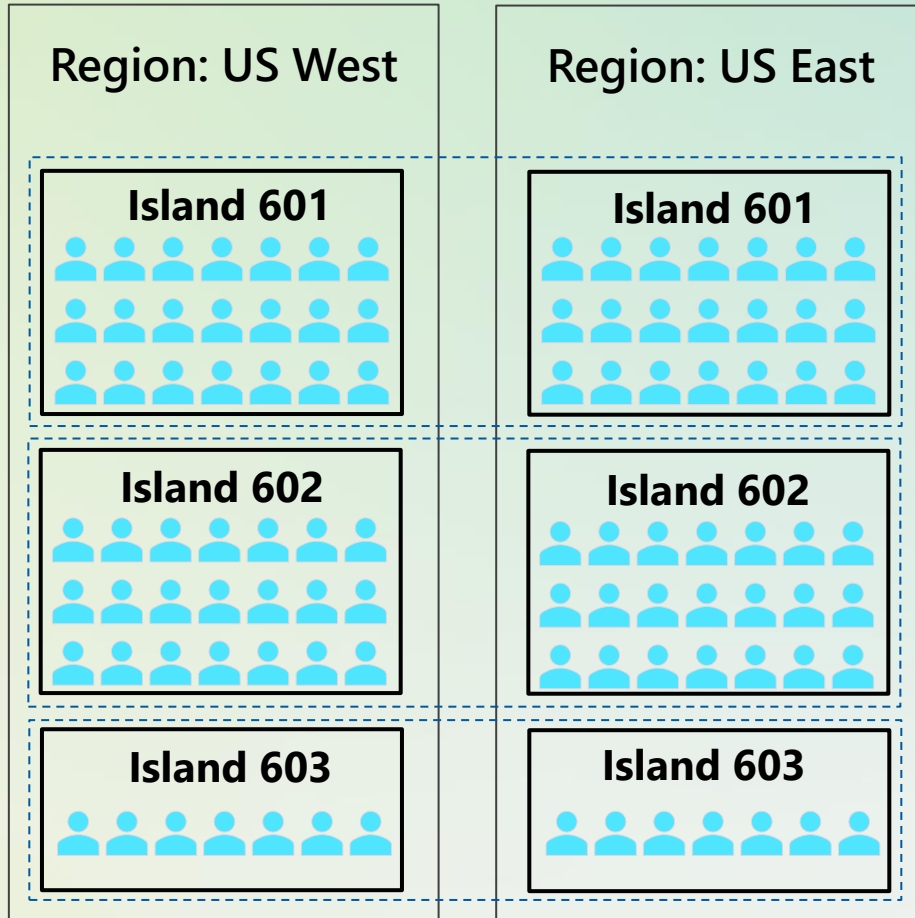 Region: US West
Island 601
Island 602
Island 603
Region: US East
Island 601
Island 602
Island 603